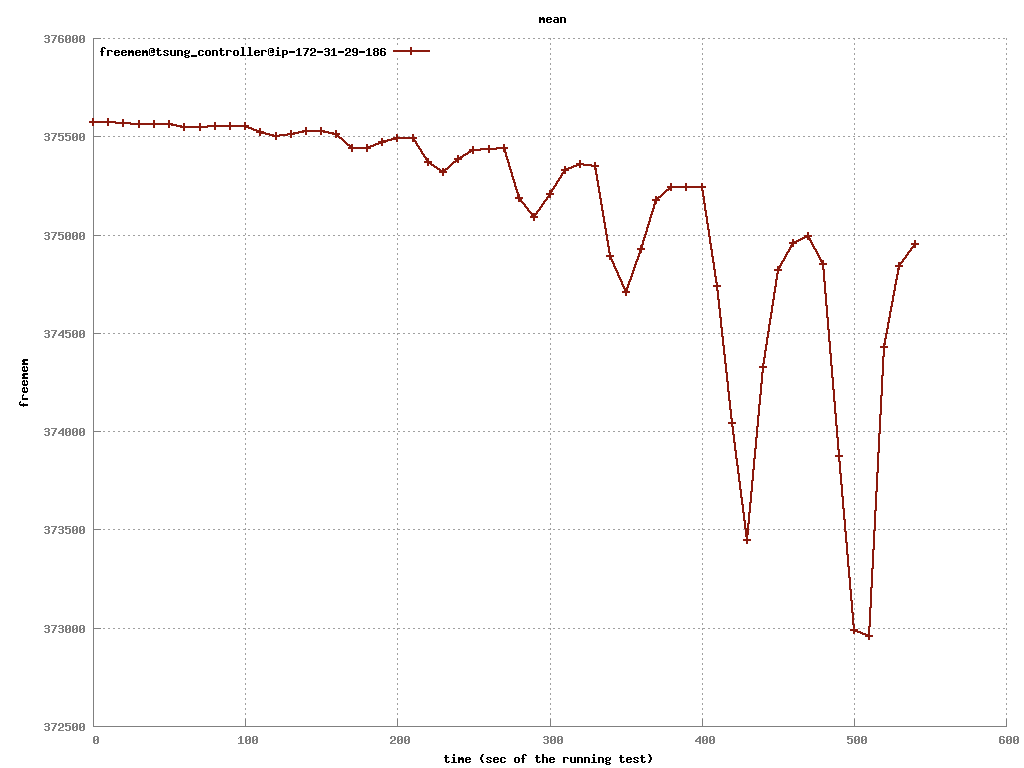 mean
376000
freemem@tsung_controller@ip-172-31-29-186
375500
375000
374500
374000
373500
373000
372500
freemem
0 100 200 300 400 500 600
time (sec of the running test)